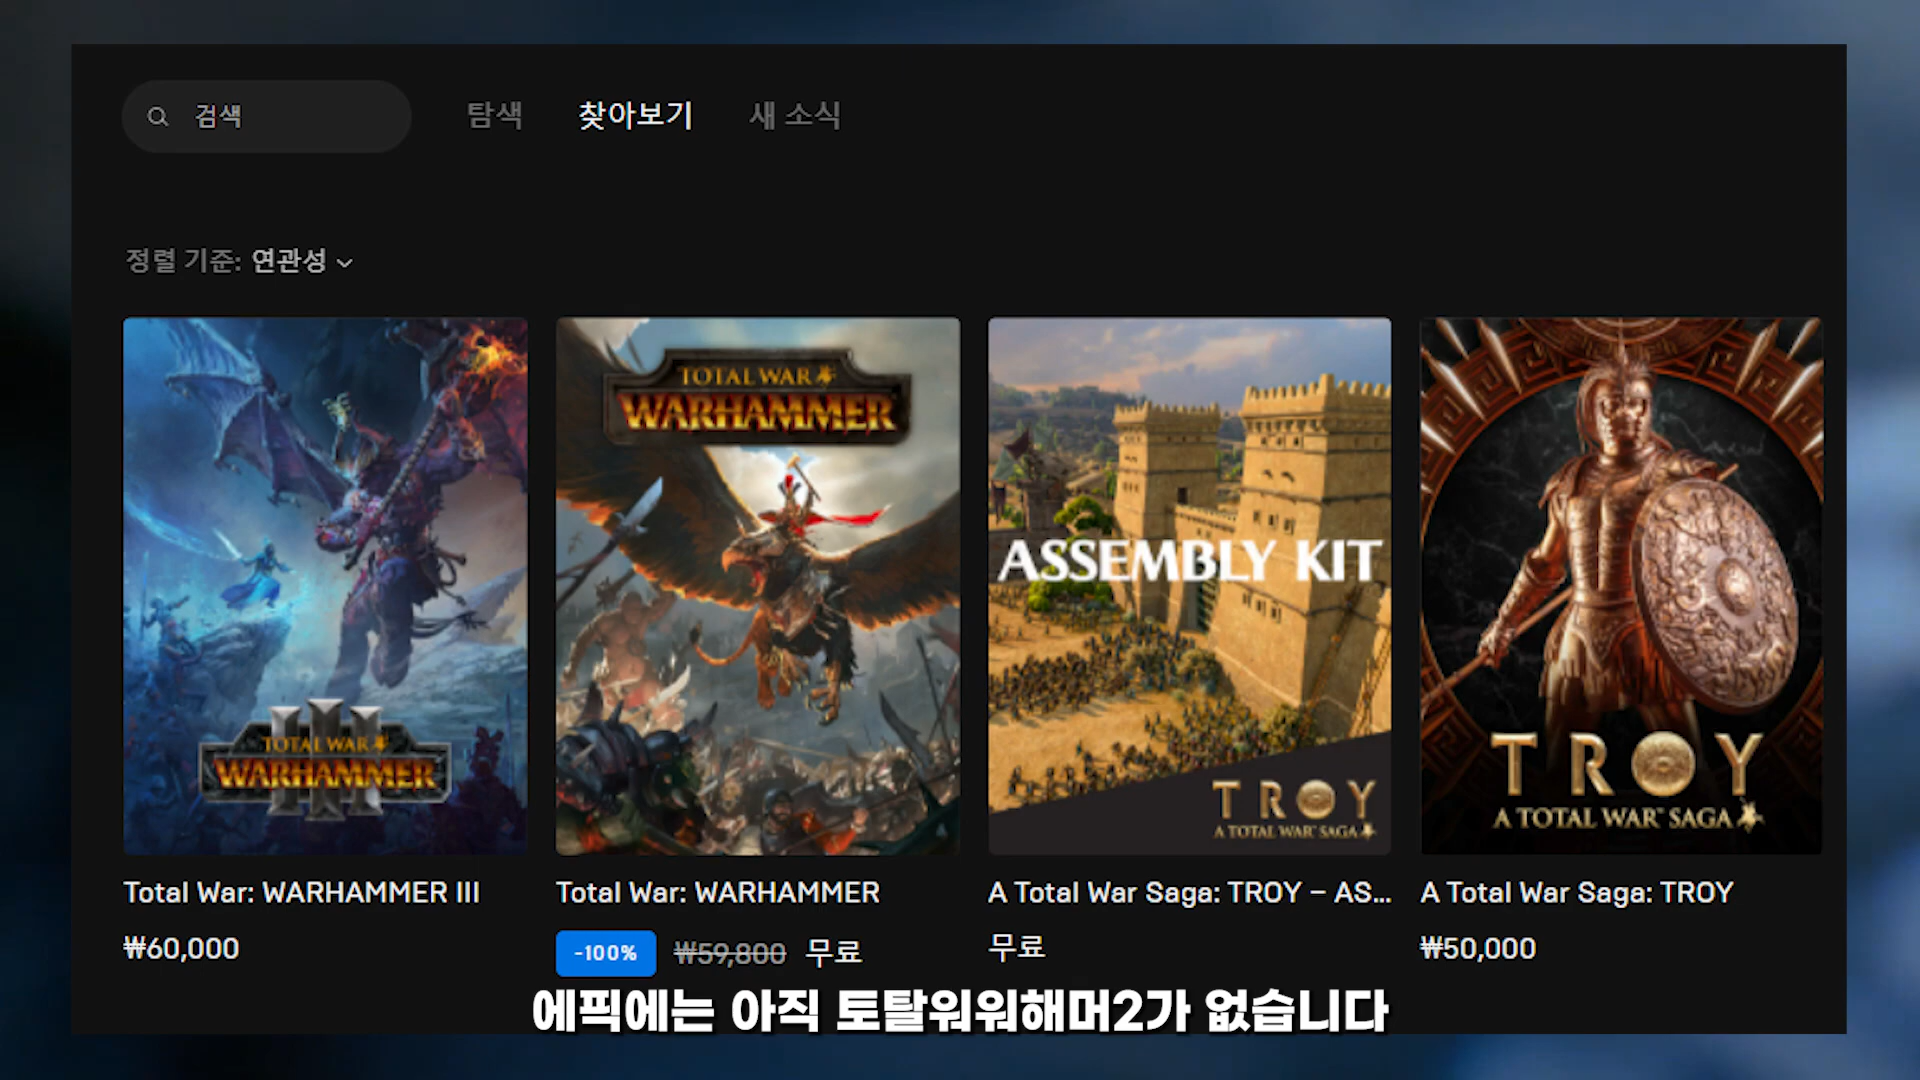 검색
탐색
찾아보기
새 소식
정렬 기준: 연관성
III
TOTAL WAR
WARHAMMER
TOTAL WAR
WARHAMMER
ASSEMBLY KIT
TROY
A TOTAL WAR™ SAGA
TROY
A TOTAL WAR™ SAGA
Total War: WARHAMMER III
₩60,000
Total War: WARHAMMER
-100% ₩59,800 무료
A Total War Saga: TROY – AS...
무료
A Total War Saga: TROY
₩50,000
에픽에는 아직 토탈워워해머2가 없습니다